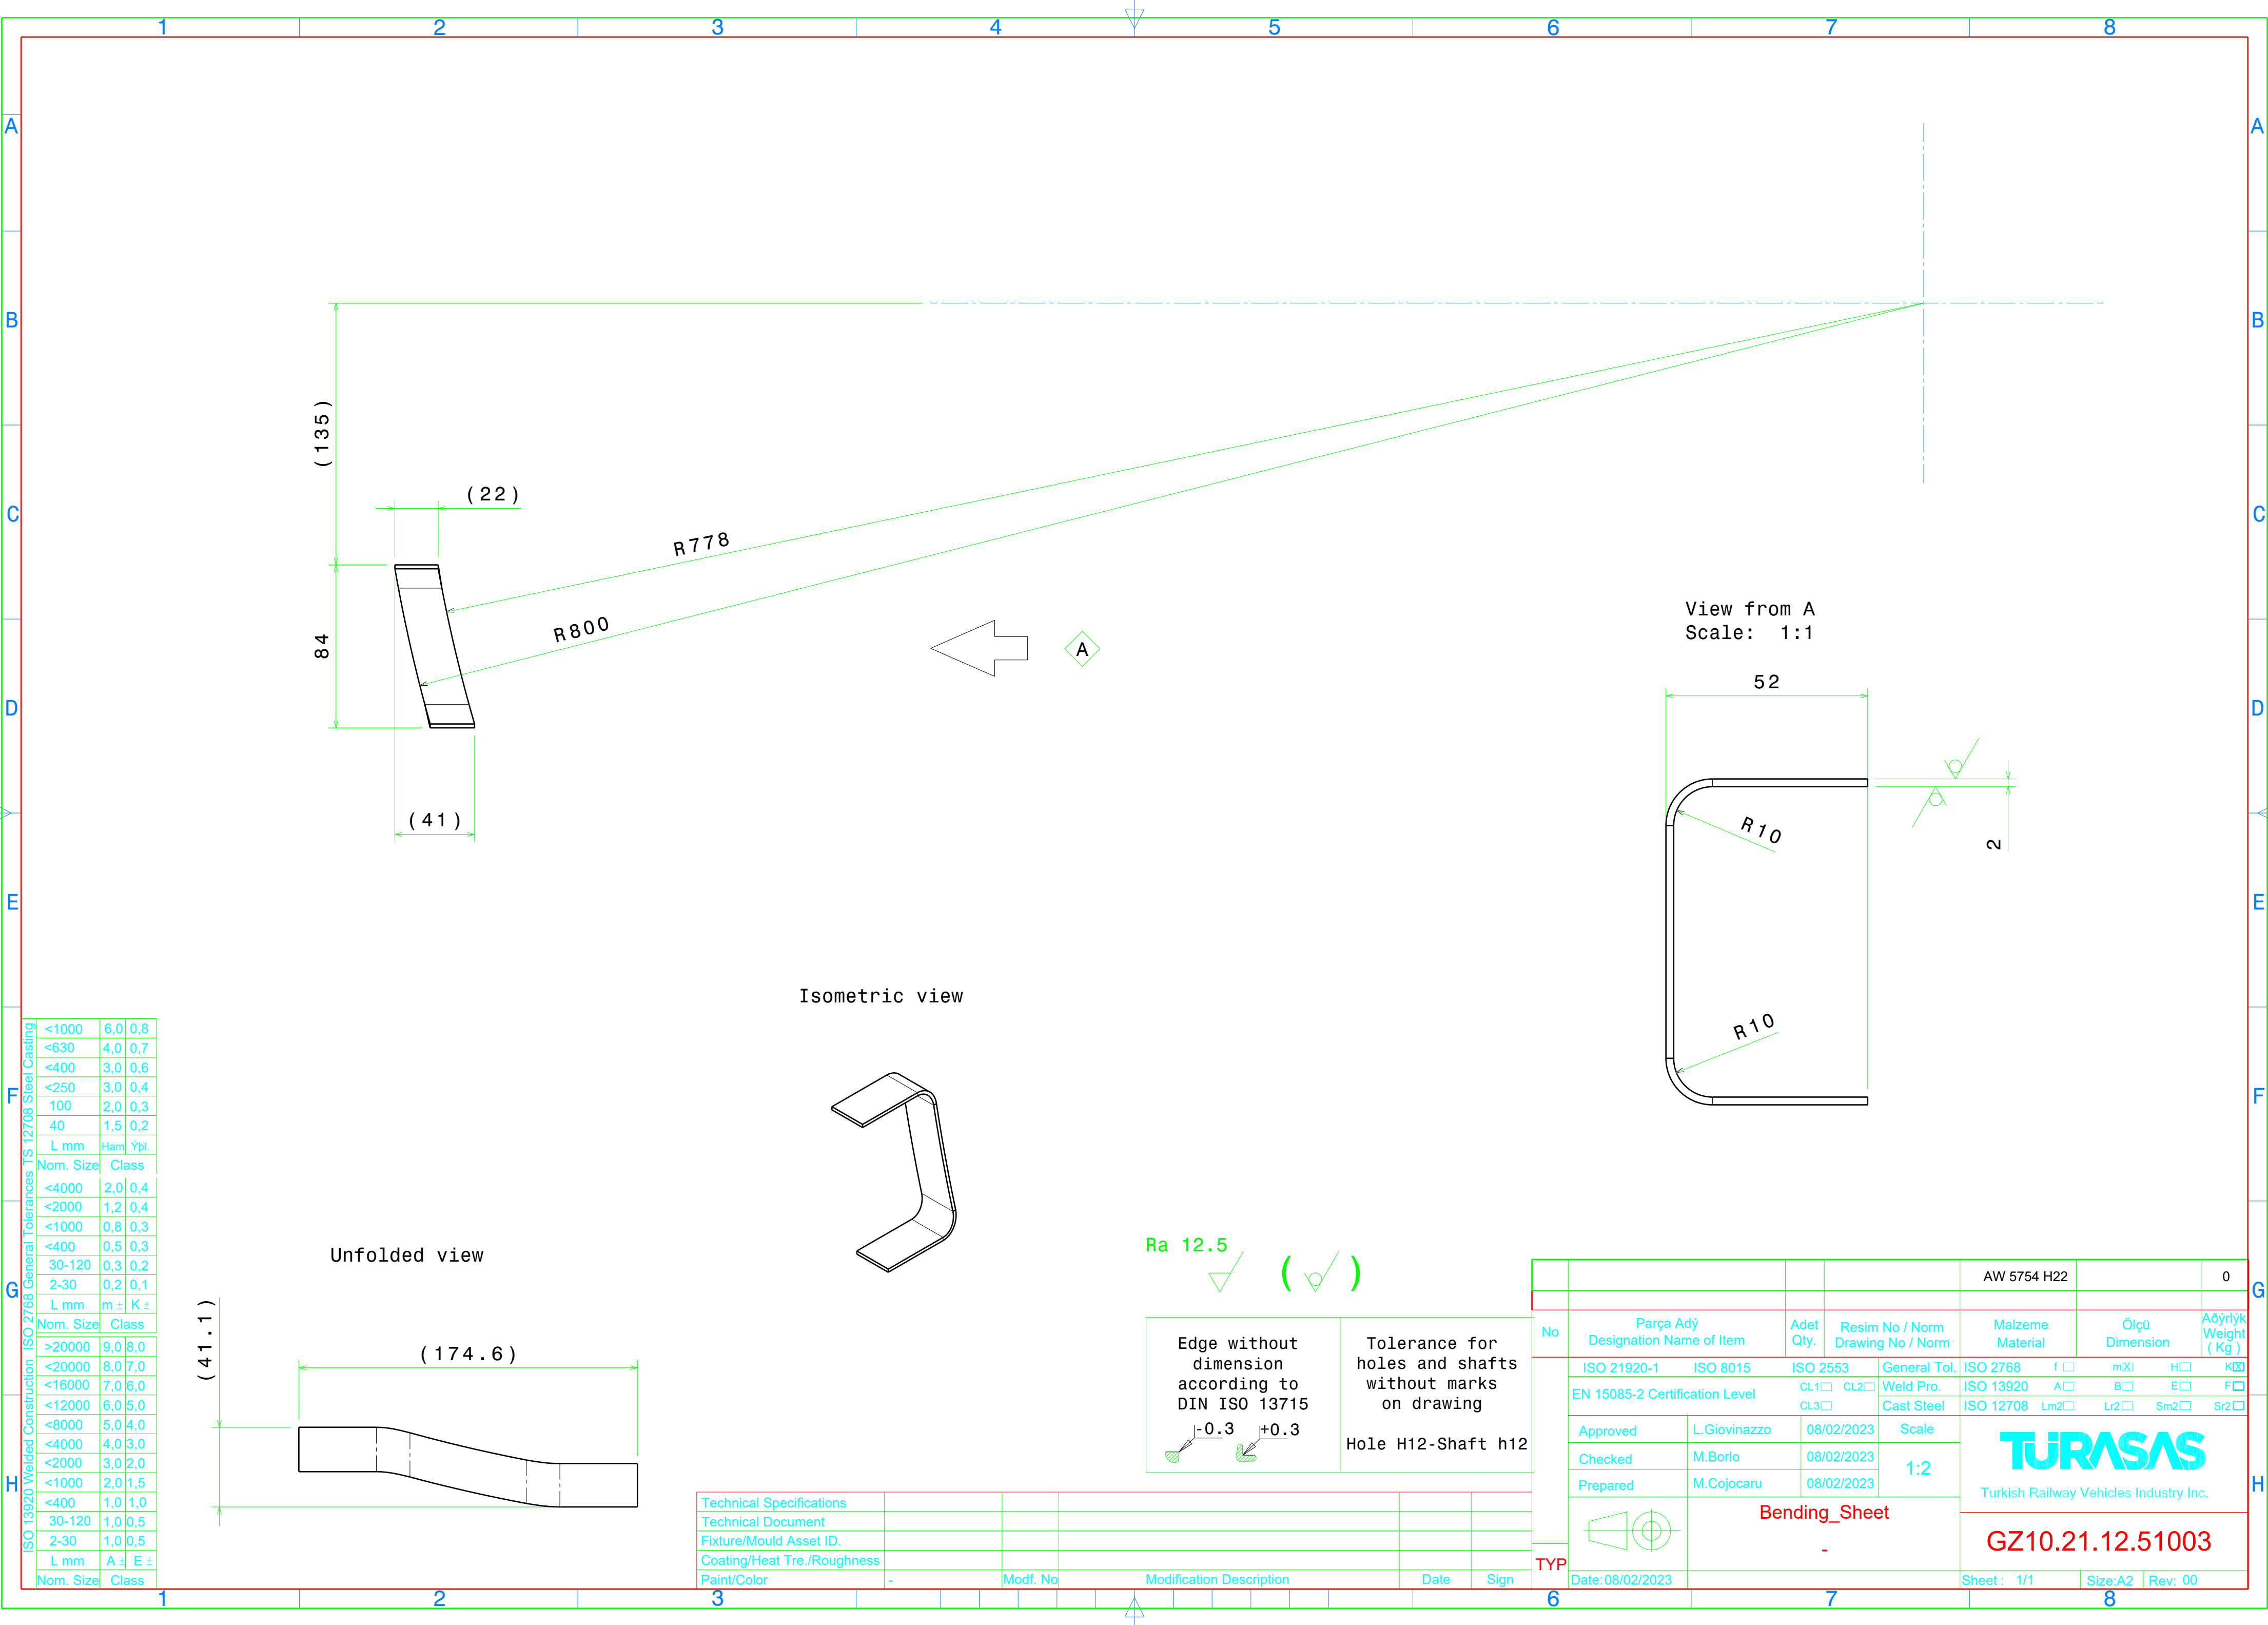 1 2 3 4 5 6 7 8
A A
B B
C C
D D
E E
F F
G G
H H
(135)
(22)
R778
R800
84
(41)
A
View from A
Scale: 1:1
52
R10
R10
2
Isometric view
Unfolded view
(41.1)
(174.6)
Ra 12.5
( )
Edge without
dimension
according to
DIN ISO 13715
-0.3 +0.3
Tolerance for
holes and shafts
without marks
on drawing
Hole H12-Shaft h12
ISO 13920 Welded Construction ISO 2768 General Tolerances TS 12708 Steel Casting
<1000 6,0 0,8
<630 4,0 0,7
<400 3,0 0,6
<250 3,0 0,4
100 2,0 0,3
40 1,5 0,2
L mm Ham Ýþl.
Nom. Size Class
<4000 2,0 0,4
<2000 1,2 0,4
<1000 0,8 0,3
<400 0,5 0,3
30-120 0,3 0,2
2-30 0,2 0,1
L mm m ± K ±
Nom. Size Class
>20000 9,0 8,0
<20000 8,0 7,0
<16000 7,0 6,0
<12000 6,0 5,0
<8000 5,0 4,0
<4000 4,0 3,0
<2000 3,0 2,0
<1000 2,0 1,5
<400 1,0 1,0
30-120 1,0 0,5
2-30 1,0 0,5
L mm A ± E ±
Nom. Size Class
Technical Specifications
Technical Document
Fixture/Mould Asset ID.
Coating/Heat Tre./Roughness
Paint/Color - Modf. No Modification Description Date Sign
AW 5754 H22 0
No Parça Adý Designation Name of Item Adet Qty. Resim No / Norm Drawing No / Norm Malzeme Material Ölçü Dimension Aðýrlýk Weight ( Kg )
ISO 21920-1 ISO 8015 ISO 2553 General Tol. ISO 2768 f m X H K X
EN 15085-2 Certification Level CL1 CL2 Weld Pro. ISO 13920 A B E F
CL3 Cast Steel ISO 12708 Lm2 Lr2 Sm2 Sr2
Approved L.Giovinazzo 08/02/2023 Scale
Checked M.Borlo 08/02/2023 1:2
Prepared M.Cojocaru 08/02/2023
TÜRASAŞ
Turkish Railway Vehicles Industry Inc.
Bending_Sheet
-
GZ10.21.12.51003
TYP
Date: 08/02/2023 Sheet : 1/1 Size:A2 Rev: 00
1 2 3 6 7 8